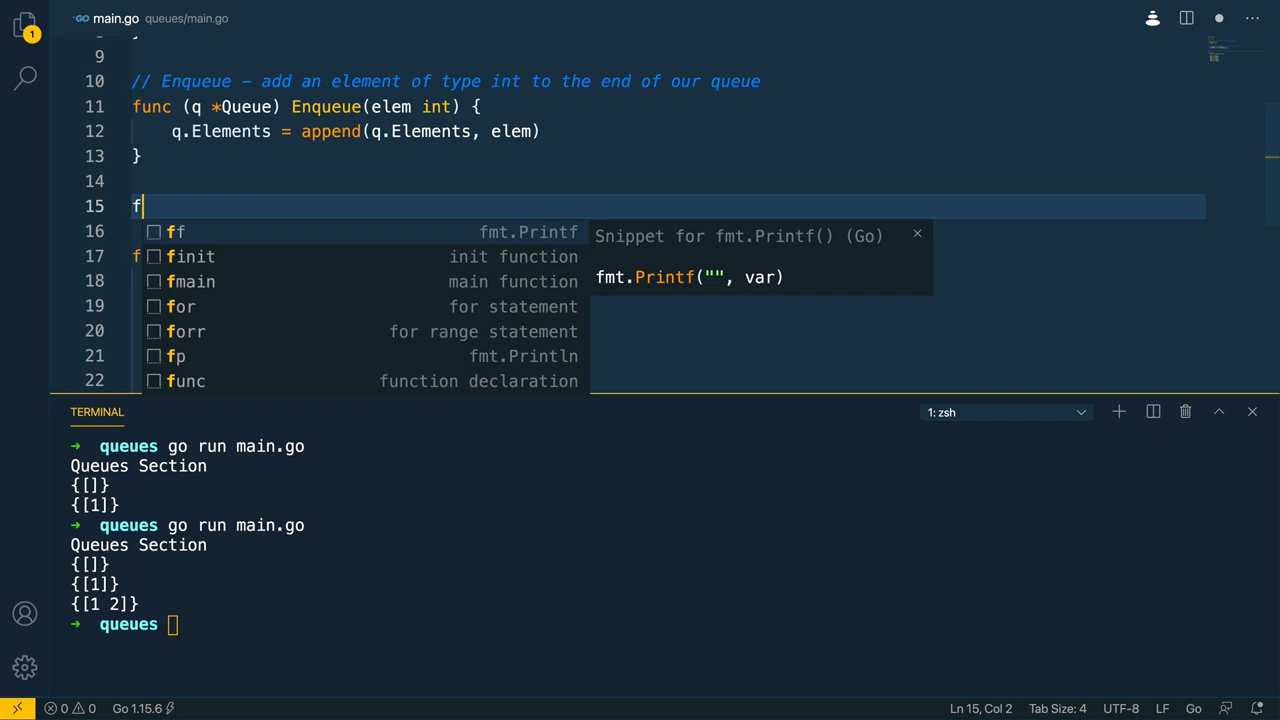 GO main.go queues/main.go
1
9
10 // Enqueue – add an element of type int to the end of our queue
11 func (q *Queue) Enqueue(elem int) {
12 q.Elements = append(q.Elements, elem)
13 }
14
15 f
16 ff fmt.Printf
17 f finit init function
18 fmain main function
19 for for statement
20 forr for range statement
21 fp fmt.Println
22 func function declaration
Snippet for fmt.Printf() (Go)
fmt.Printf("", var)
TERMINAL 1: zsh
➜ queues go run main.go
Queues Section
{[]}
{[1]}
➜ queues go run main.go
Queues Section
{[]}
{[1]}
{[1 2]}
➜ queues
0 0 Go 1.15.6 Ln 15, Col 2 Tab Size: 4 UTF-8 LF Go